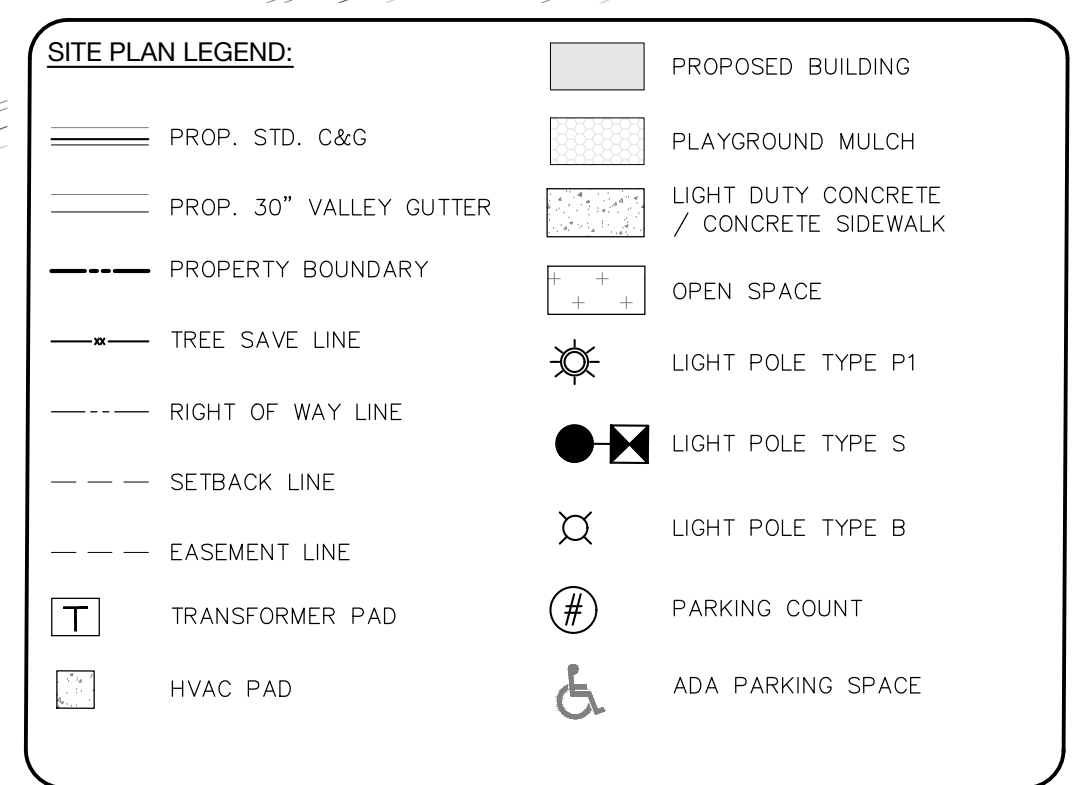 SITE PLAN LEGEND:
PROP. STD. C&G
PROP. 30” VALLEY GUTTER
PROPERTY BOUNDARY
xx
TREE SAVE LINE
RIGHT OF WAY LINE
SETBACK LINE
EASEMENT LINE
T
TRANSFORMER PAD
HVAC PAD
PROPOSED BUILDING
PLAYGROUND MULCH
LIGHT DUTY CONCRETE
/ CONCRETE SIDEWALK
OPEN SPACE
LIGHT POLE TYPE P1
LIGHT POLE TYPE S
LIGHT POLE TYPE B
#
PARKING COUNT
ADA PARKING SPACE